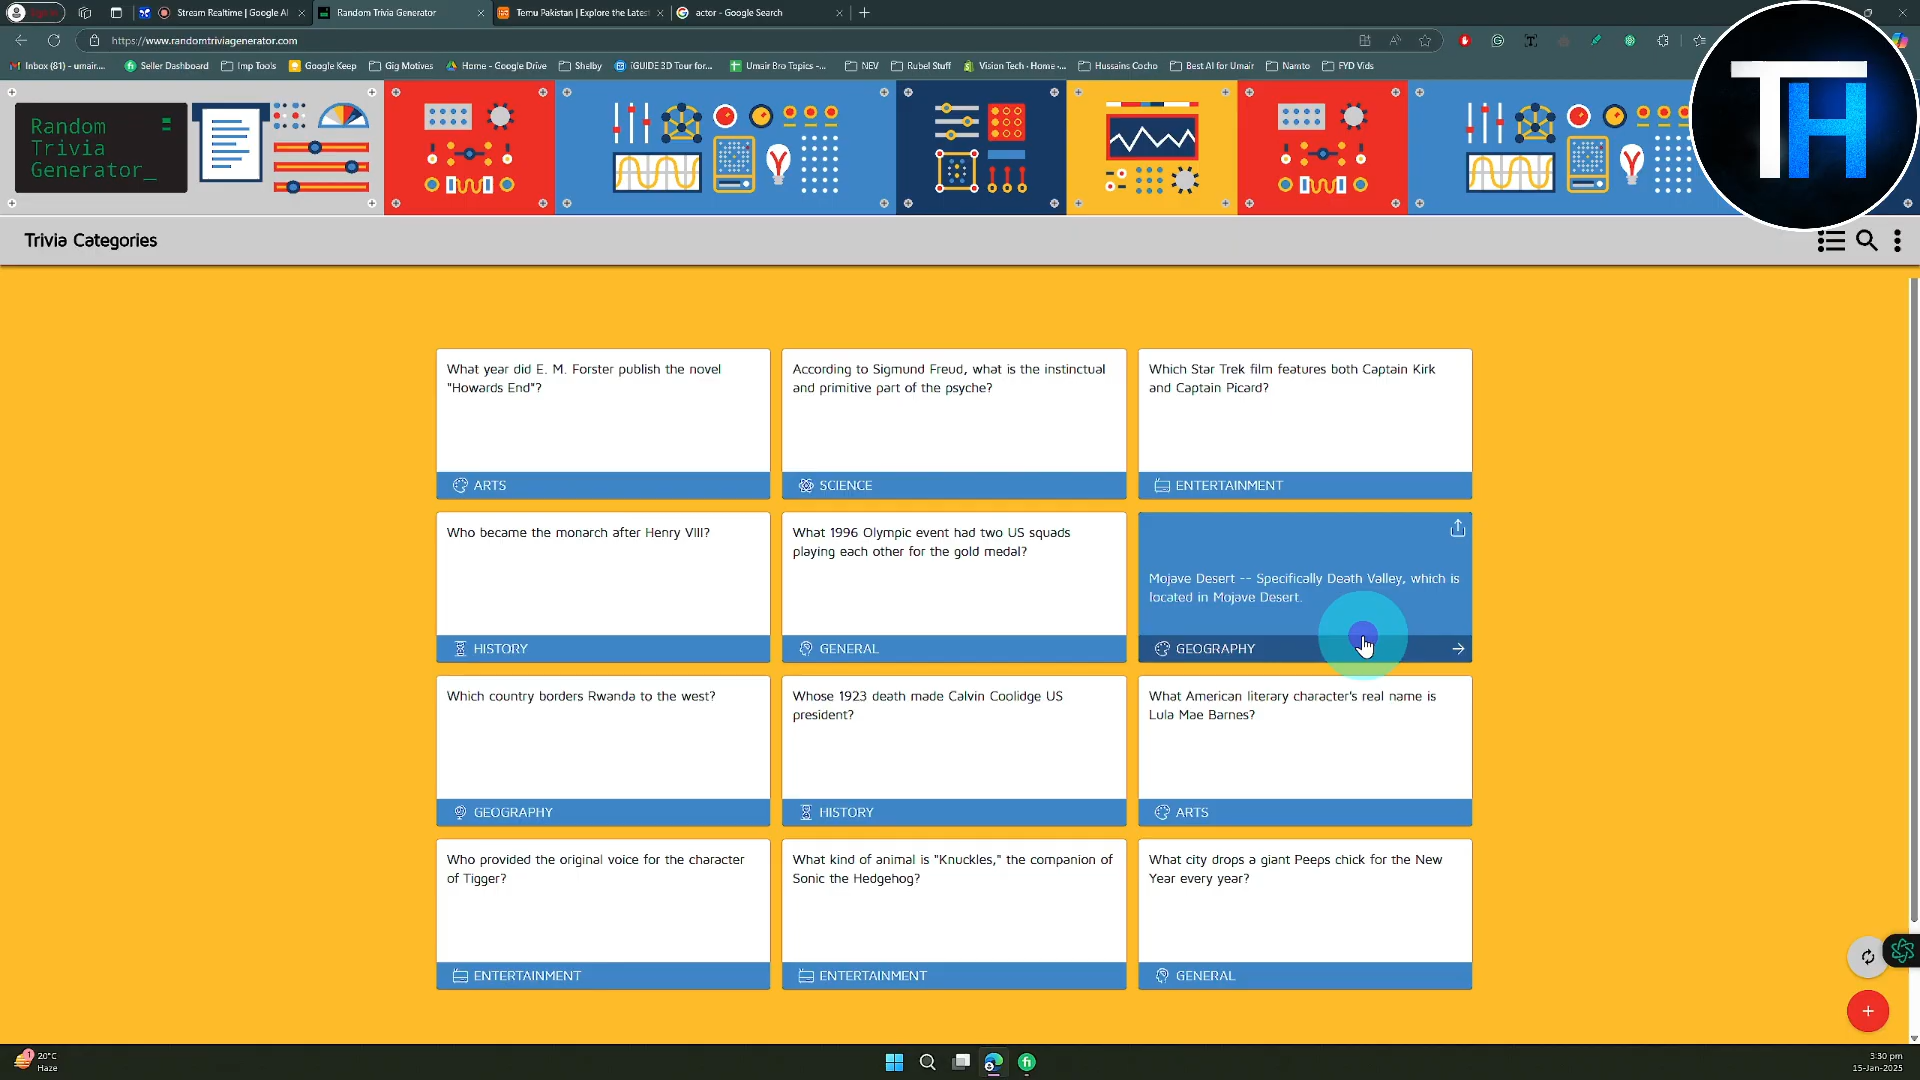 Stream Realtime | Google AI
Random Trivia Generator
Temu Pakistan | Explore the Lates
actor - Google Search
https://www.randomtriviagenerator.com
Inbox (81) - umair....
Seller Dashboard
Imp Tools
Google Keep
Gig Motives
Home - Google Drive
Shelby
iGUIDE 3D Tour for...
Umair Bro Topics -...
NEV
Rubel Stuff
Vision Tech · Home ·...
Hussains Cocho
Best AI for Umair
Namto
FYD Vids
Random
Trivia
Generator_
TH
Trivia Categories
What year did E. M. Forster publish the novel
"Howards End"?
ARTS
According to Sigmund Freud, what is the instinctual
and primitive part of the psyche?
SCIENCE
Which Star Trek film features both Captain Kirk
and Captain Picard?
ENTERTAINMENT
Who became the monarch after Henry VIII?
HISTORY
What 1996 Olympic event had two US squads
playing each other for the gold medal?
GENERAL
Mojave Desert -- Specifically Death Valley, which is
located in Mojave Desert.
GEOGRAPHY
Which country borders Rwanda to the west?
GEOGRAPHY
Whose 1923 death made Calvin Coolidge US
president?
HISTORY
What American literary character's real name is
Lula Mae Barnes?
ARTS
Who provided the original voice for the character
of Tigger?
ENTERTAINMENT
What kind of animal is "Knuckles," the companion of
Sonic the Hedgehog?
ENTERTAINMENT
What city drops a giant Peeps chick for the New
Year every year?
GENERAL
1
20°C
Haze
3:30 pm
15-Jan-2025